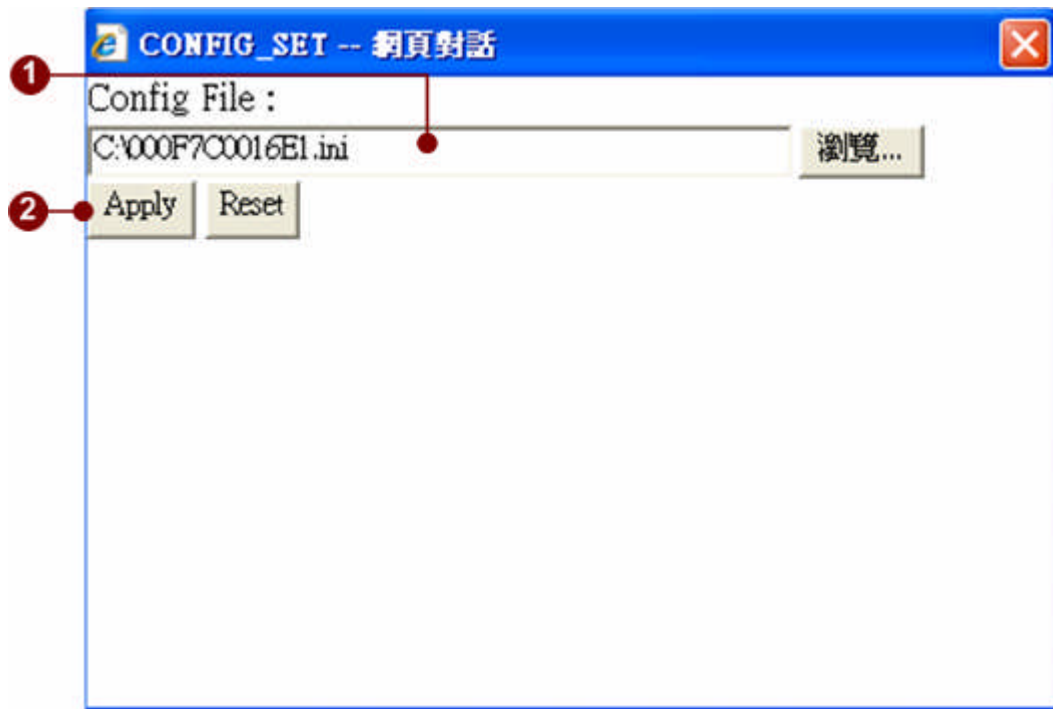 CONFIG_SET -- 網頁對話
1
Config File :
C:\000F7C0016E1.ini 瀏覽...
2 Apply Reset